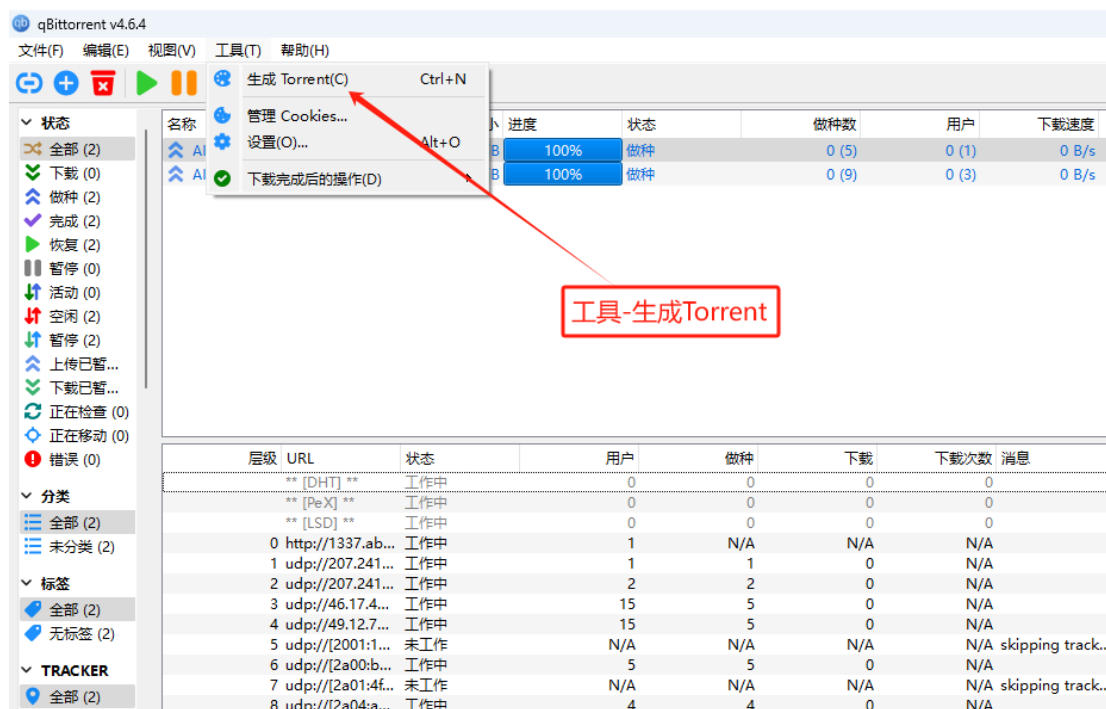 qBittorrent v4.6.4
文件(F) 编辑(E) 视图(V) 工具(T) 帮助(H)
生成 Torrent(C) Ctrl+N
管理 Cookies...
设置(O)... Alt+O
下载完成后的操作(D)
状态
全部 (2)
下载 (0)
做种 (2)
完成 (2)
恢复 (2)
暂停 (0)
活动 (0)
空闲 (2)
暂停 (2)
上传已暂...
下载已暂...
正在检查 (0)
正在移动 (0)
错误 (0)
分类
全部 (2)
未分类 (2)
标签
全部 (2)
无标签 (2)
TRACKER
全部 (2)
名称 小 进度 状态 做种数 用户 下载速度
AI B 100% 做种 0 (5) 0 (1) 0 B/s
AI B 100% 做种 0 (9) 0 (3) 0 B/s
工具-生成Torrent
层级 URL 状态 用户 做种 下载 下载次数 消息
** [DHT] ** 工作中 0 0 0 0
** [PeX] ** 工作中 0 0 0 0
** [LSD] ** 工作中 0 0 0 0
0 http://1337.ab... 工作中 1 N/A N/A N/A
1 udp://207.241... 工作中 1 1 0 N/A
2 udp://207.241... 工作中 2 2 0 N/A
3 udp://46.17.4... 工作中 15 5 0 N/A
4 udp://49.12.7... 工作中 15 5 0 N/A
5 udp://[2001:1... 未工作 N/A N/A N/A N/A skipping track...
6 udp://[2a00:b... 工作中 5 5 0 N/A
7 udp://[2a01:4f... 未工作 N/A N/A N/A N/A skipping track...
8 udp://[2a04:a... 工作中 4 4 0 N/A